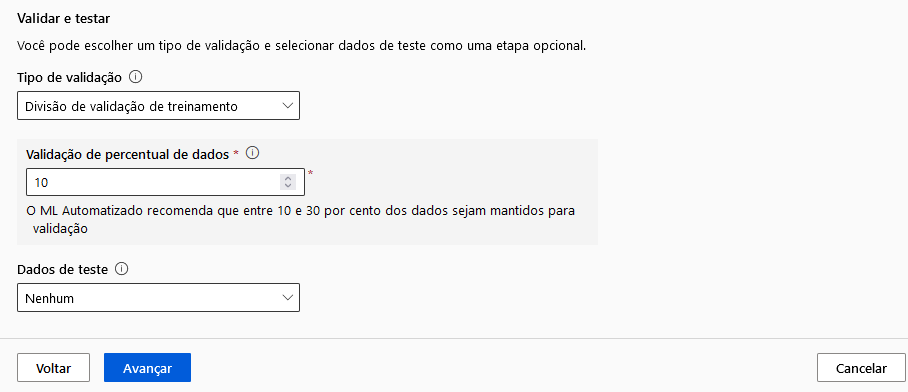 Validar e testar
Você pode escolher um tipo de validação e selecionar dados de teste como uma etapa opcional.
Tipo de validação
Divisão de validação de treinamento
Validação de percentual de dados *
10 *
O ML Automatizado recomenda que entre 10 e 30 por cento dos dados sejam mantidos para
validação
Dados de teste
Nenhum
Voltar Avançar Cancelar